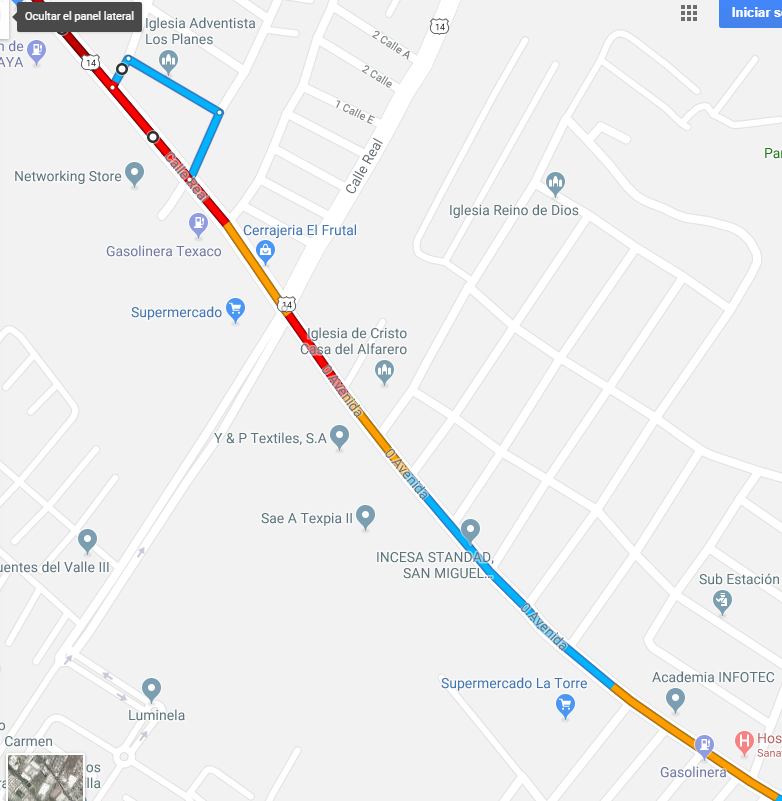 Ocultar el panel lateral
Iniciar s
Iglesia Adventista
Los Planes
14
2 Calle A
n de
AYA
14
2 Calle
1 Calle E
Calle Real
Calle Real
Par
Networking Store
Iglesia Reino de Dios
Gasolinera Texaco
Cerrajeria El Frutal
14
Supermercado
Iglesia de Cristo
Casa del Alfarero
0 Avenida
Y & P Textiles, S.A
0 Avenida
Sae A Texpia II
INCESA STANDAD,
SAN MIGUEL...
uentes del Valle III
Sub Estación
0 Avenida
Supermercado La Torre
Academia INFOTEC
Luminela
o
Carmen
Hos
Sana
Gasolinera
os
lla